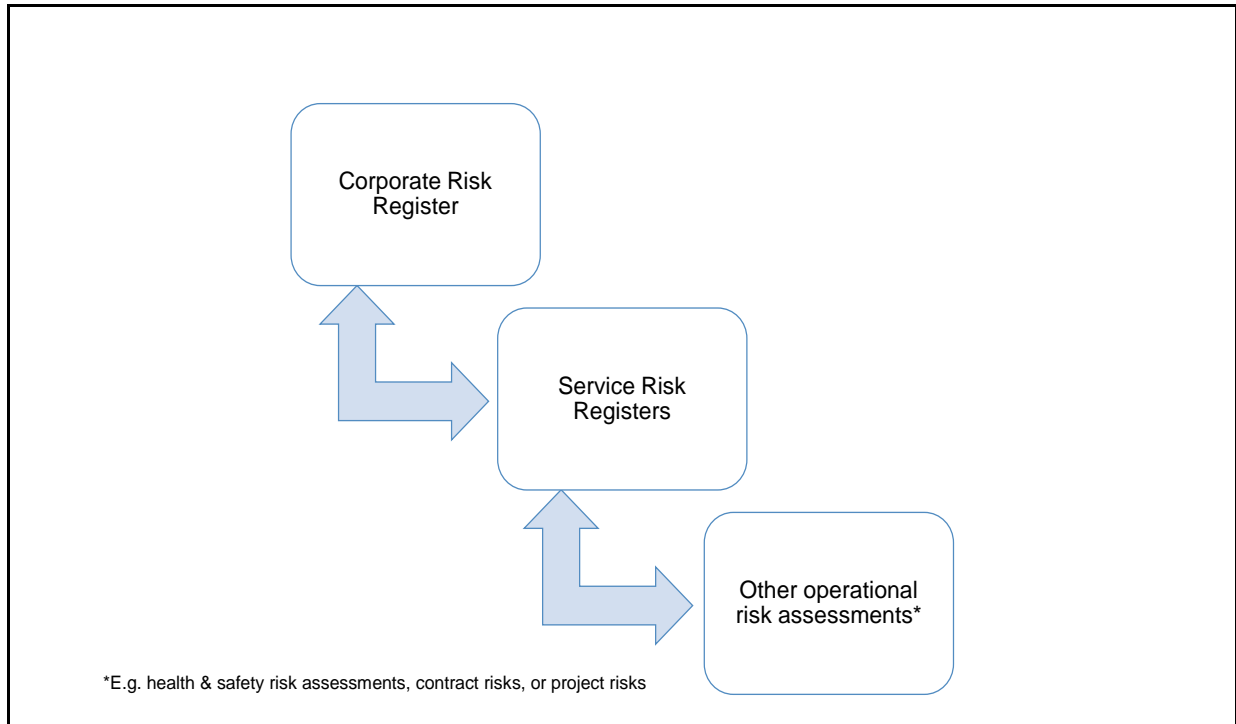 Corporate Risk
Register
Service Risk
Registers
Other operational
risk assessments*
*E.g. health & safety risk assessments, contract risks, or project risks